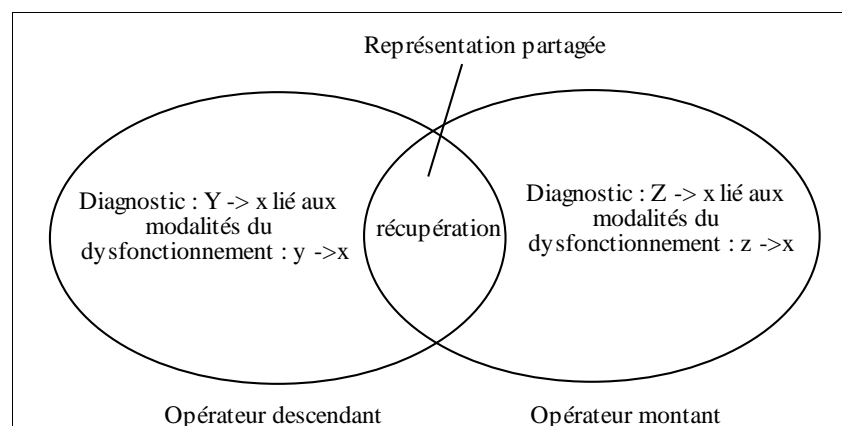 Représentation partagée
Diagnostic : Y -> x lié aux
modalités du
dysfonctionnement : y ->x
récupération
Diagnostic : Z -> x lié aux
modalités du
dysfonctionnement : z ->x
Opérateur descendant
Opérateur montant